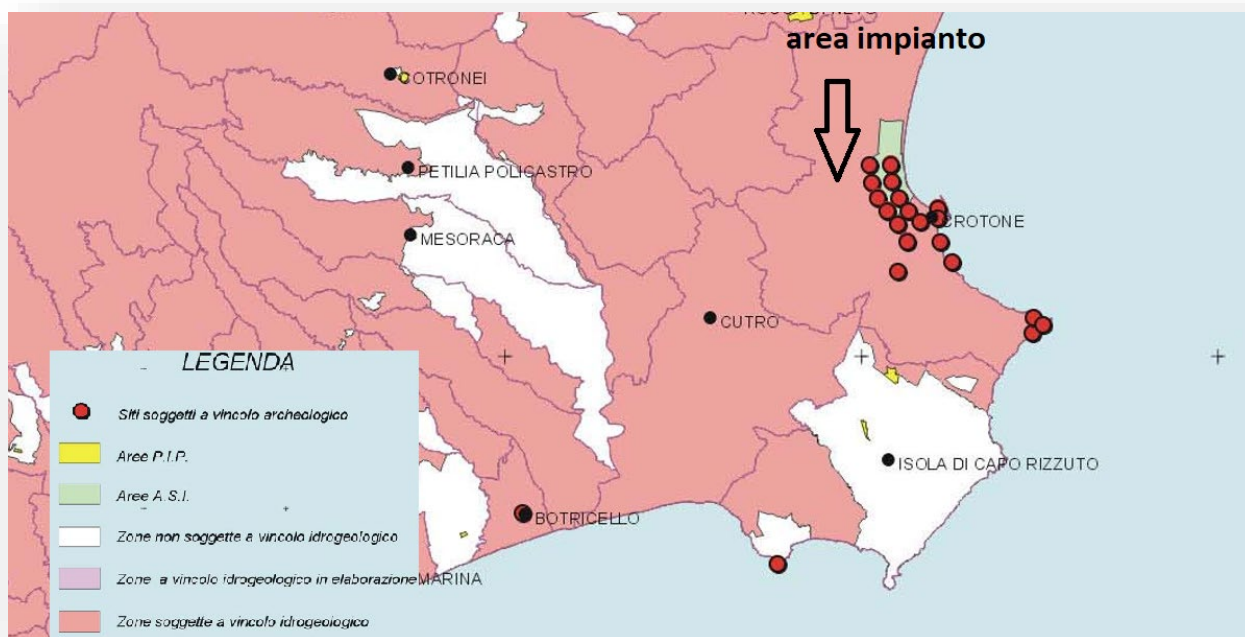 area impianto
COTRONEI
PETILIA POLICASTRO
MESORACA
CROTONE
CUTRO
ISOLA DI CAPO RIZZUTO
BOTRICELLO
MARINA
LEGENDA
Siti soggetti a vincolo archeologico
Aree P.I.P.
Aree A.S.I.
Zone non soggette a vincolo idrogeologico
Zone a vincolo idrogeologico in elaborazione
Zone soggette a vincolo idrogeologico